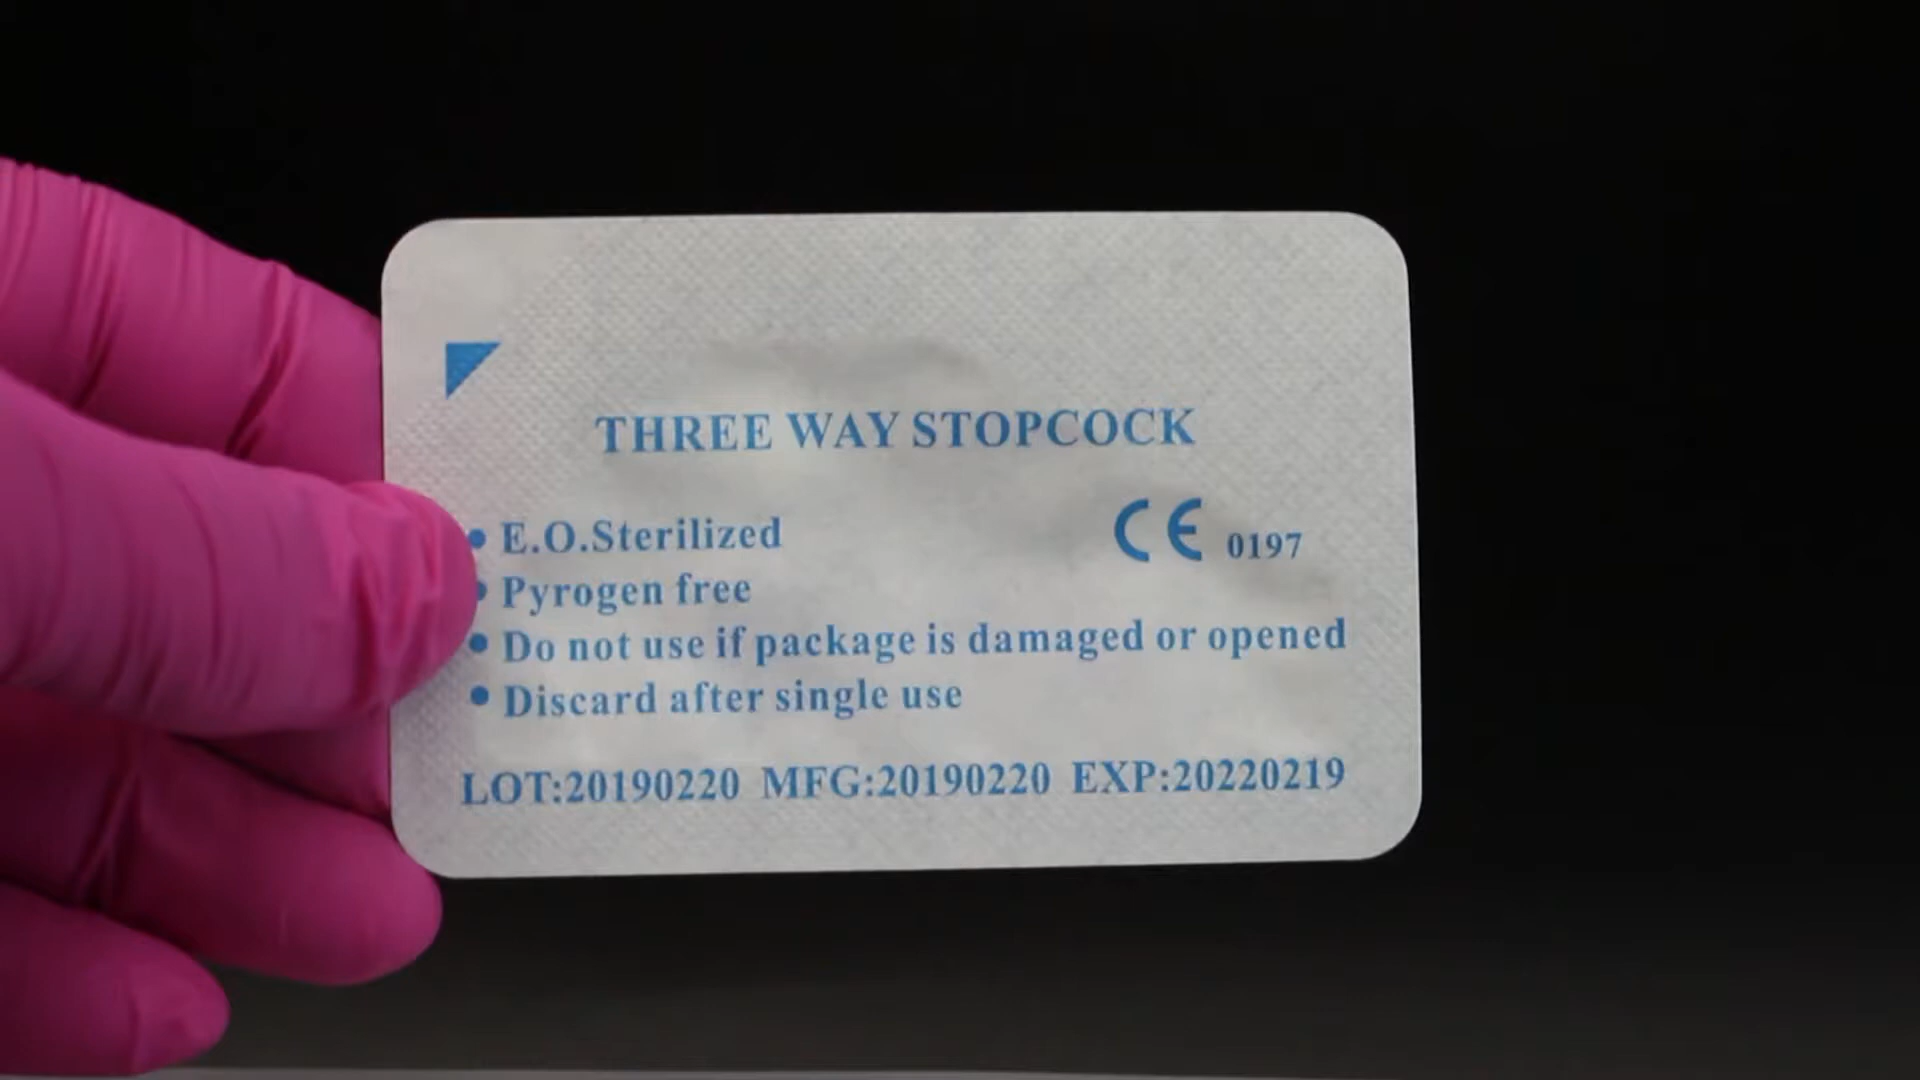 THREE WAY STOPCOCK
• E.O.Sterilized
CE 0197
• Pyrogen free
• Do not use if package is damaged or opened
• Discard after single use
LOT:20190220 MFG:20190220 EXP:20220219